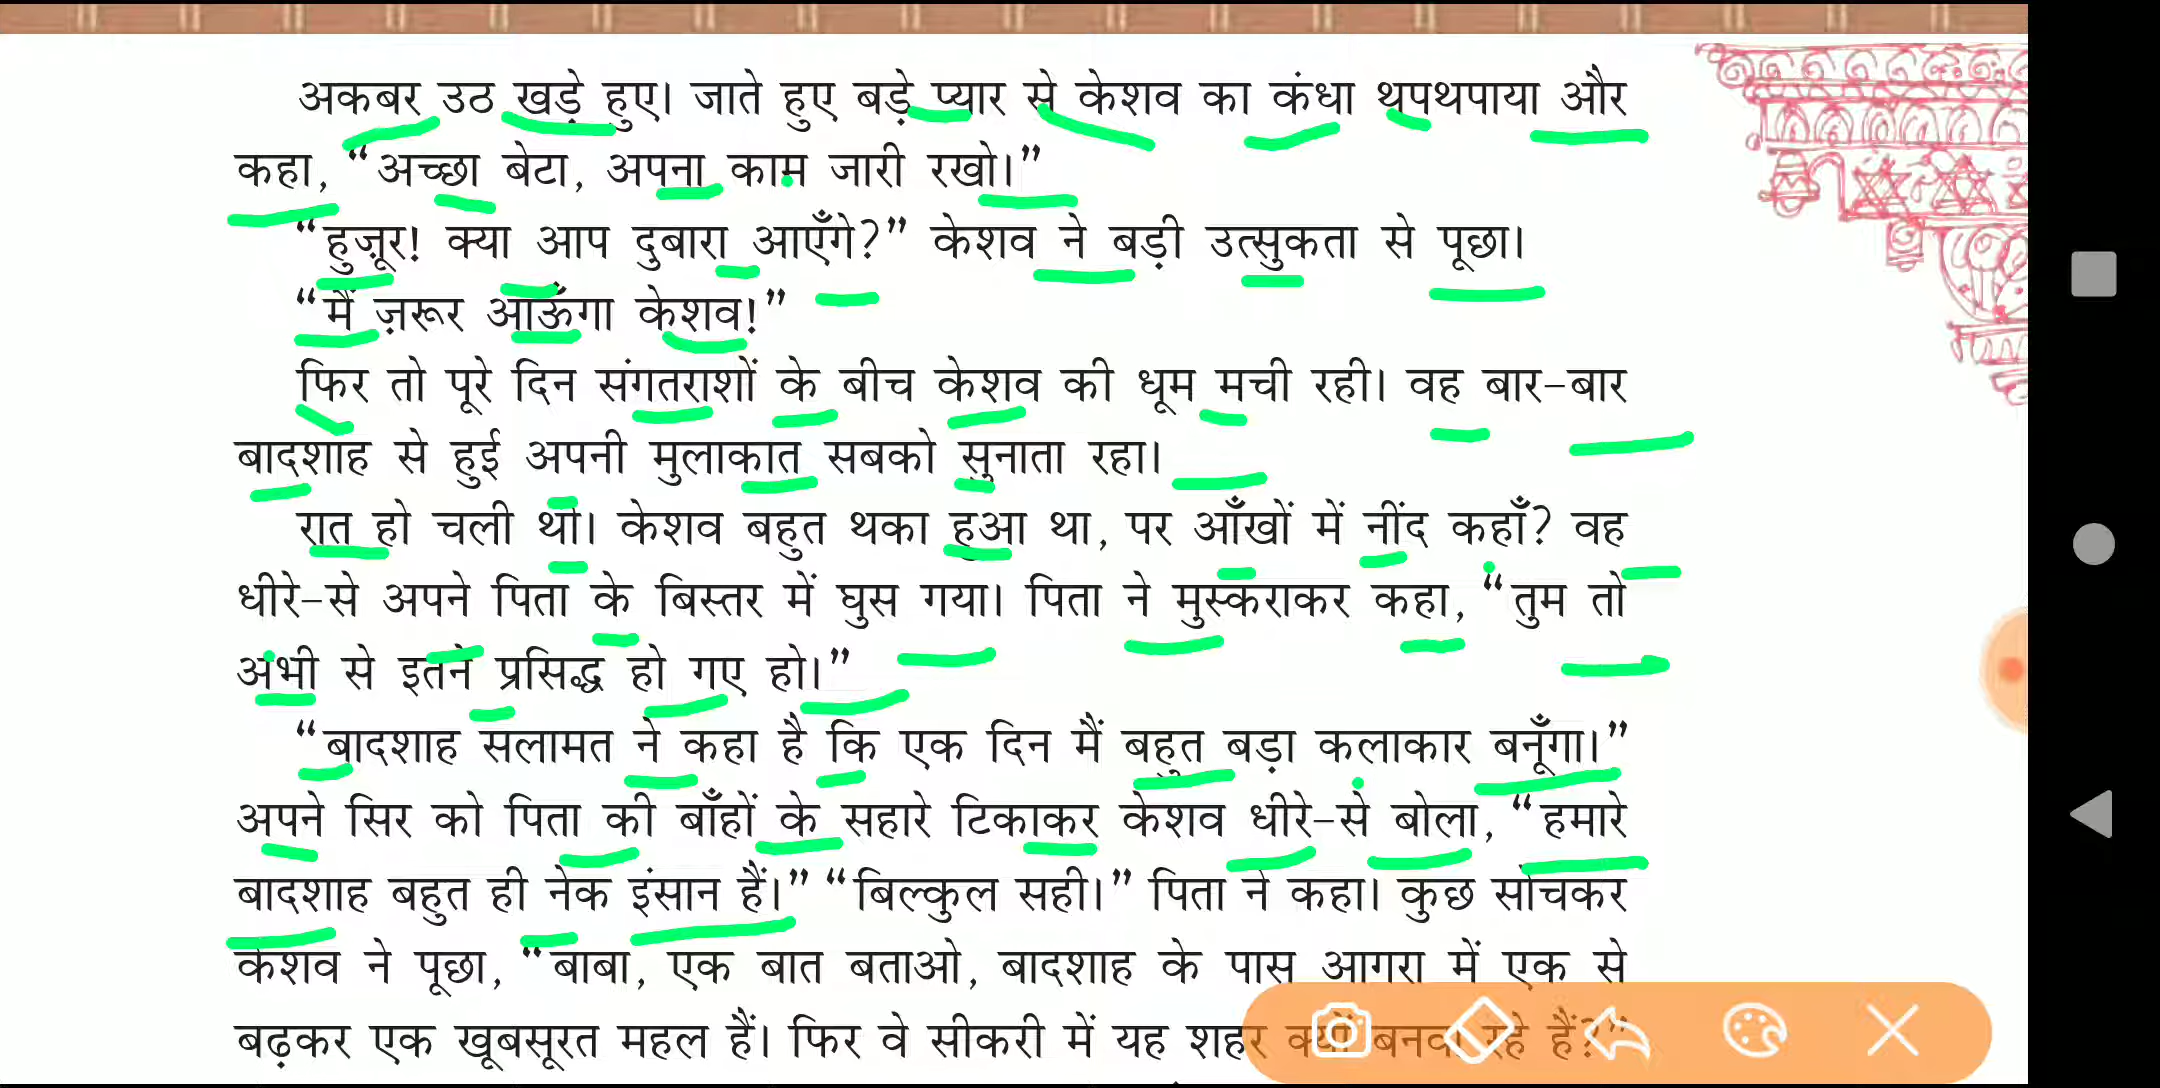 अकबर उठ खड़े हुए। जाते हुए बड़े प्यार से केशव का कंधा थपथपाया और
कहा, “अच्छा बेटा, अपना काम जारी रखो।”
“हुज़ूर! क्या आप दुबारा आएँगे?” केशव ने बड़ी उत्सुकता से पूछा।
“मैं ज़रूर आऊँगा केशव!”
फिर तो पूरे दिन संगतराशों के बीच केशव की धूम मची रही। वह बार-बार
बादशाह से हुई अपनी मुलाकात सबको सुनाता रहा।
रात हो चली थी। केशव बहुत थका हुआ था, पर आँखों में नींद कहाँ? वह
धीरे-से अपने पिता के बिस्तर में घुस गया। पिता ने मुस्कराकर कहा, “तुम तो
अभी से इतने प्रसिद्ध हो गए हो।”
“बादशाह सलामत ने कहा है कि एक दिन मैं बहुत बड़ा कलाकार बनूँगा।”
अपने सिर को पिता की बाँहों के सहारे टिकाकर केशव धीरे-से बोला, “हमारे
बादशाह बहुत ही नेक इंसान हैं।” “बिल्कुल सही।” पिता ने कहा। कुछ सोचकर
केशव ने पूछा, “बाबा, एक बात बताओ, बादशाह के पास आगरा में एक से
बढ़कर एक खूबसूरत महल हैं। फिर वे सीकरी में यह शहर क्यों बनवा रहे हैं?”